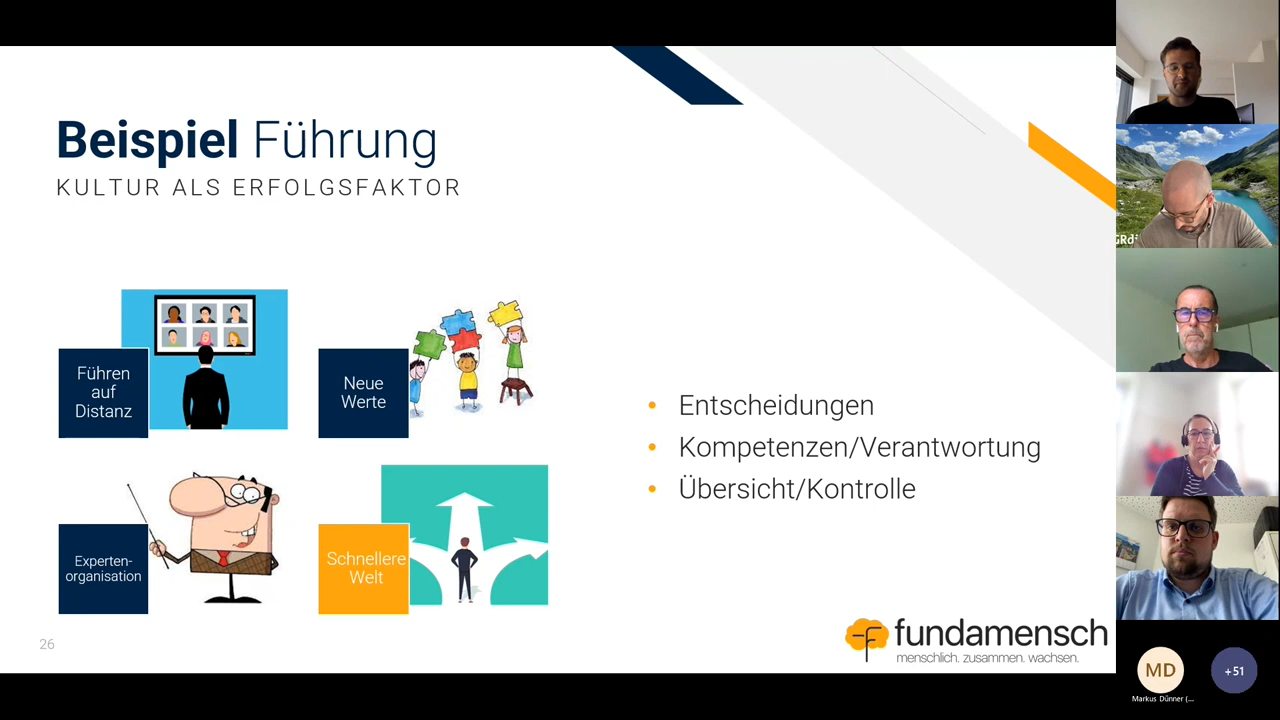 Beispiel Führung
KULTUR ALS ERFOLGSFAKTOR
Führen
auf
Distanz
Neue
Werte
Experten-
organisation
Schnellere
Welt
• Entscheidungen
• Kompetenzen/Verantwortung
• Übersicht/Kontrolle
26
fundamensch
menschlich. zusammen. wachsen.
MD
+51
Markus Dünner (...